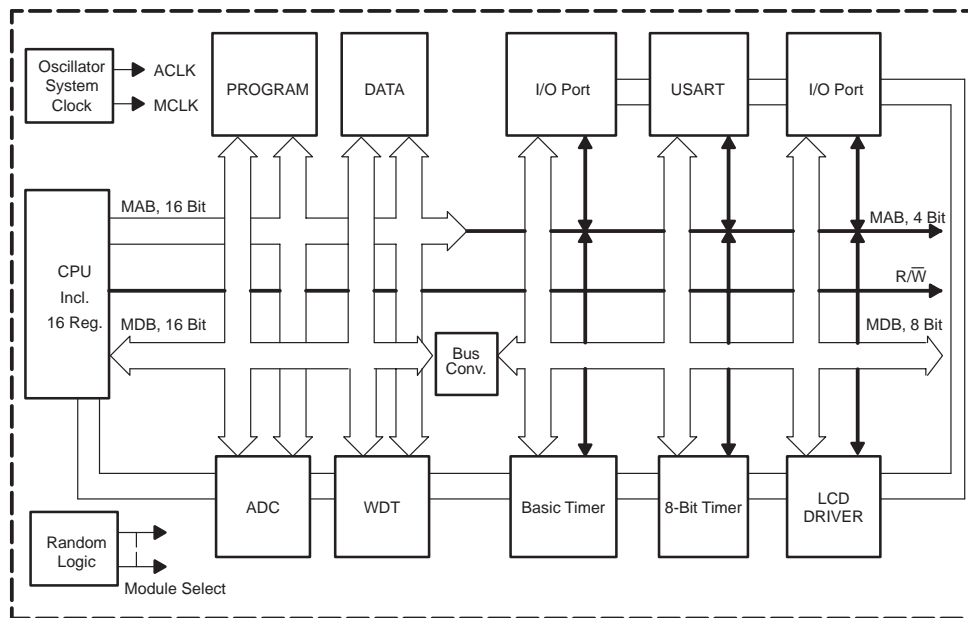 Oscillator
System
Clock
ACLK
MCLK
PROGRAM
DATA
I/O Port
USART
I/O Port
MAB, 16 Bit
MAB, 4 Bit
CPU
Incl.
16 Reg.
R/W̅
MDB, 16 Bit
Bus
Conv.
MDB, 8 Bit
ADC
WDT
Basic Timer
8-Bit Timer
LCD
DRIVER
Random
Logic
Module Select